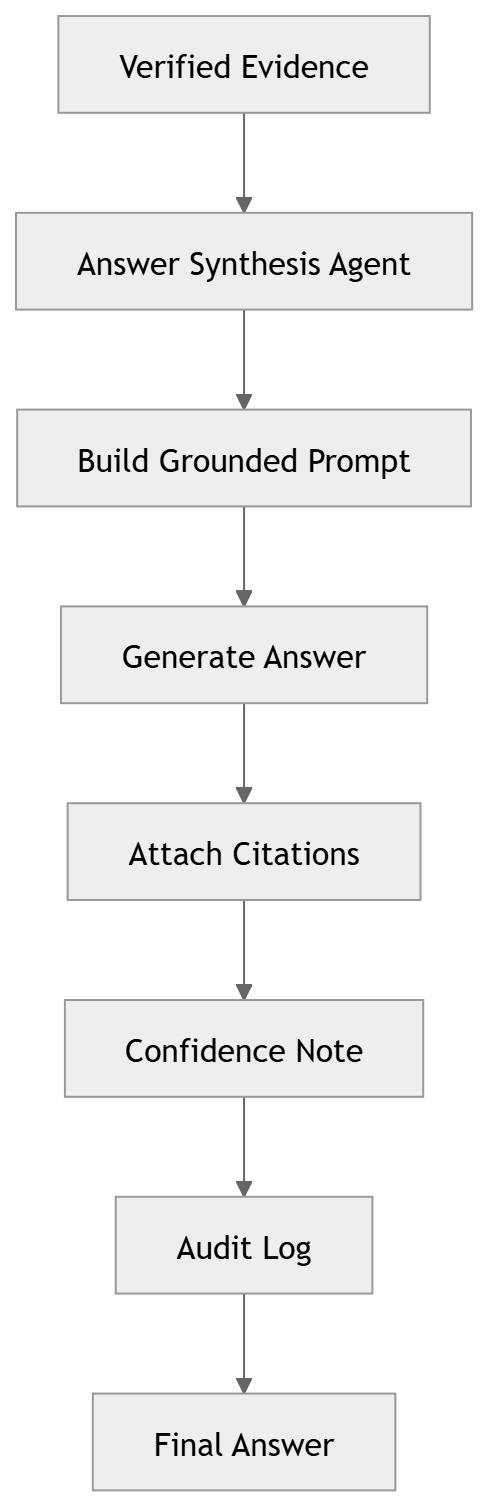 Verified Evidence
Answer Synthesis Agent
Build Grounded Prompt
Generate Answer
Attach Citations
Confidence Note
Audit Log
Final Answer